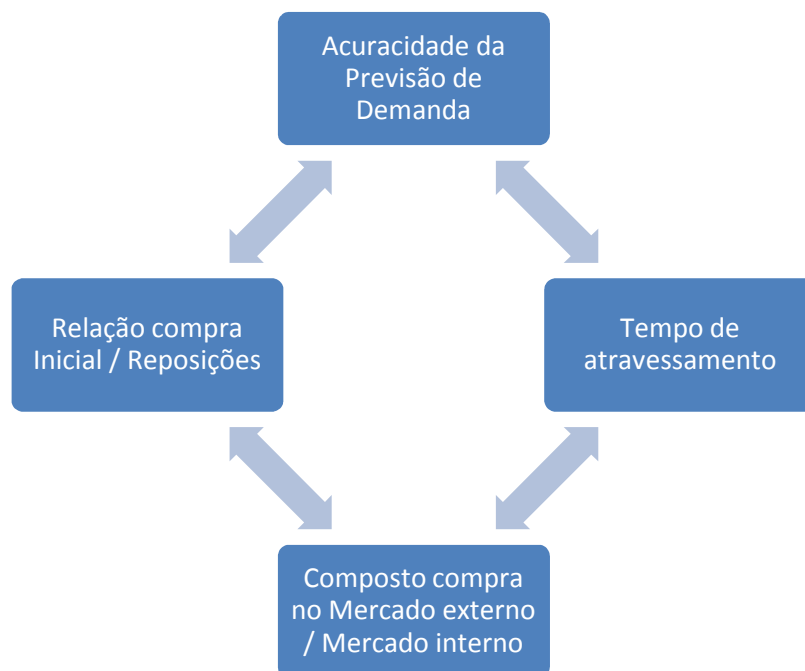 Acuracidade da
Previsão de
Demanda
Relação compra
Inicial / Reposições
Tempo de
atravessamento
Composto compra
no Mercado externo
/ Mercado interno